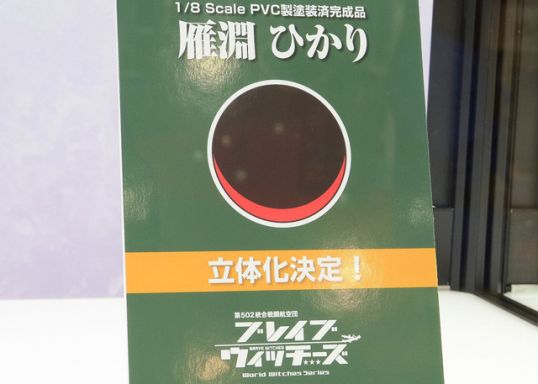 1/8 Scale PVC製塗装済完成品
雁淵 ひかり
立体化決定！
第502統合戦闘航空団
ブレイブ
BRAVE WITCHES
ウィッチーズ
World Witches Series